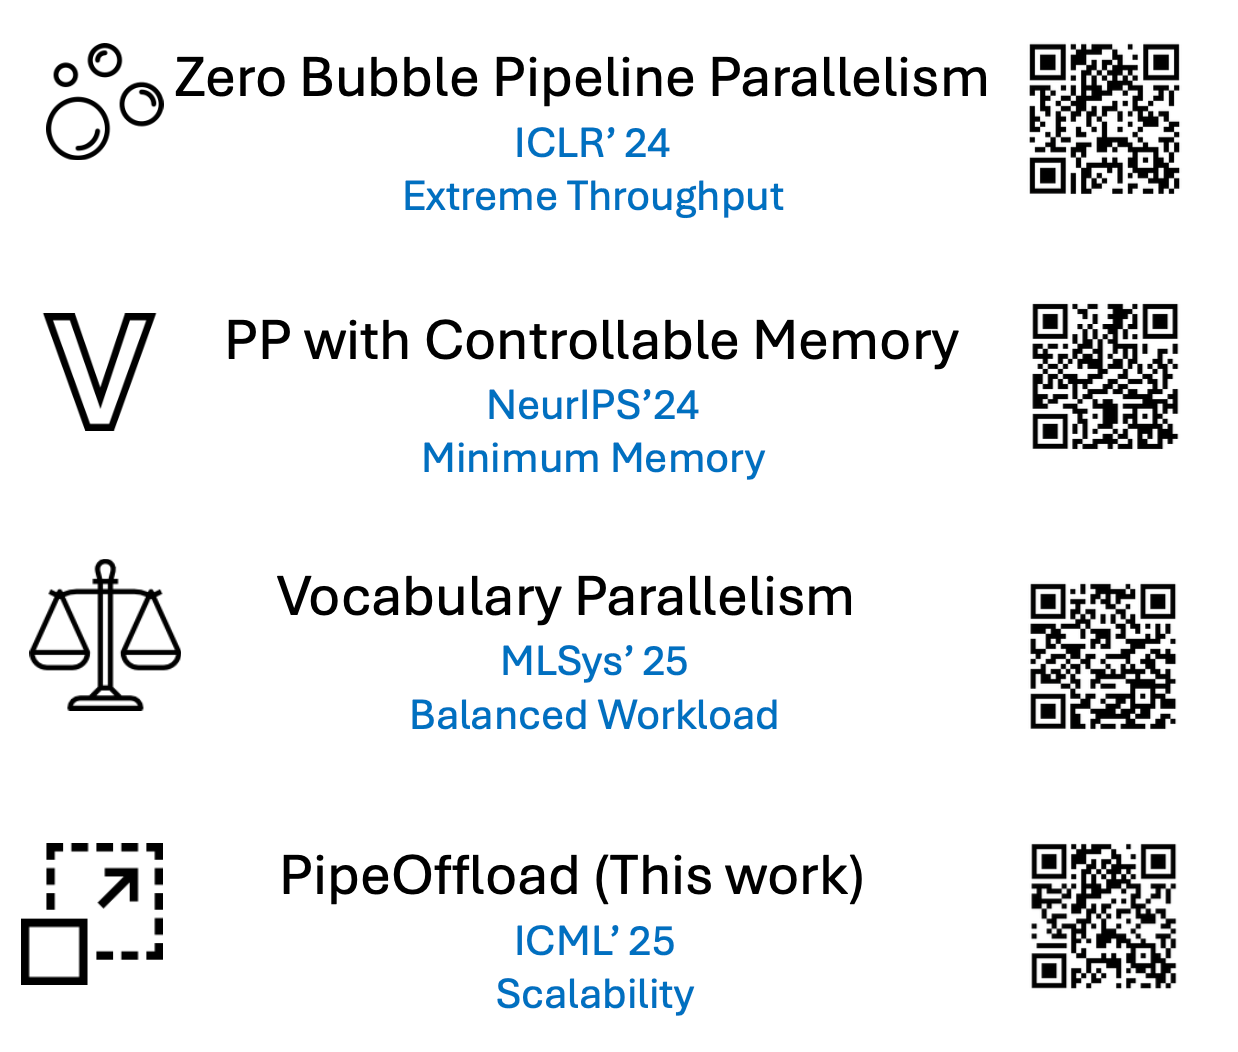 Zero Bubble Pipeline Parallelism
ICLR’ 24
Extreme Throughput
V
PP with Controllable Memory
NeurIPS’24
Minimum Memory
Vocabulary Parallelism
MLSys’ 25
Balanced Workload
PipeOffload (This work)
ICML’ 25
Scalability